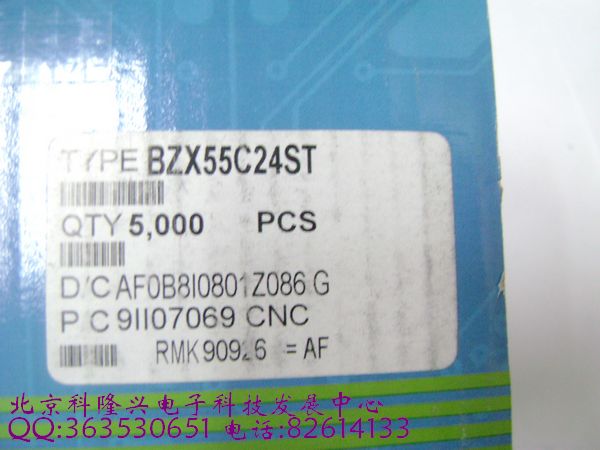 TYPE BZX55C24ST
QTY 5,000 PCS
D/C AF0B8I0801Z086 G
P C 9II07069 CNC
RMK 90926 = AF
北京科隆兴电子科技发展中心
QQ:363530651 电话:82614133